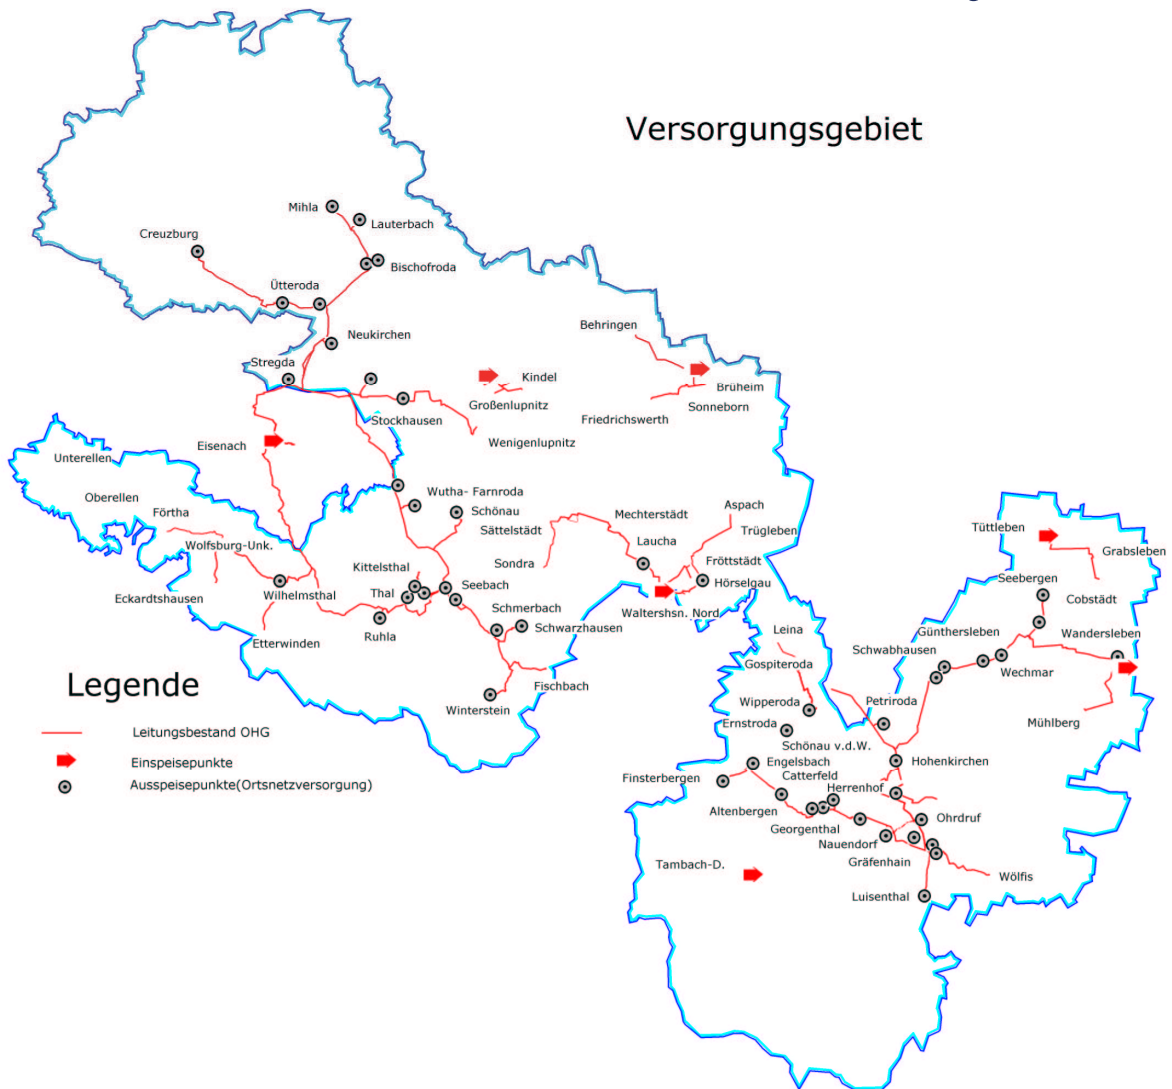 Versorgungsgebiet
Mihla
Lauterbach
Creuzburg
Bischofroda
Ütteroda
Neukirchen
Behringen
Stregda
Kindel
Brüheim
Großenlupnitz
Sonneborn
Stockhausen
Friedrichswerth
Wenigenlupnitz
Eisenach
Unterellen
Wutha- Farnroda
Oberellen
Schönau
Aspach
Förtha
Mechterstädt
Sättelstädt
Trügleben
Tüttleben
Laucha
Wolfsburg-Unk.
Grabsleben
Kittelsthal
Sondra
Fröttstädt
Seebergen
Seebach
Hörselgau
Eckardtshausen
Wilhelmsthal
Thal
Cobstädt
Schmerbach
Waltershsn. Nord
Schwarzhausen
Günthersleben
Wandersleben
Etterwinden
Ruhla
Leina
Schwabhausen
Gospiteroda
Wechmar
Legende
Fischbach
Winterstein
Wipperoda
Petriroda
Mühlberg
Leitungsbestand OHG
Ernstroda
Schönau v.d.W.
Einspeisepunkte
Engelsbach
Hohenkirchen
Finsterbergen
Catterfeld
Ausspeisepunkte(Ortsnetzversorgung)
Herrenhof
Altenbergen
Ohrdruf
Georgenthal
Nauendorf
Gräfenhain
Tambach-D.
Wölfis
Luisenthal